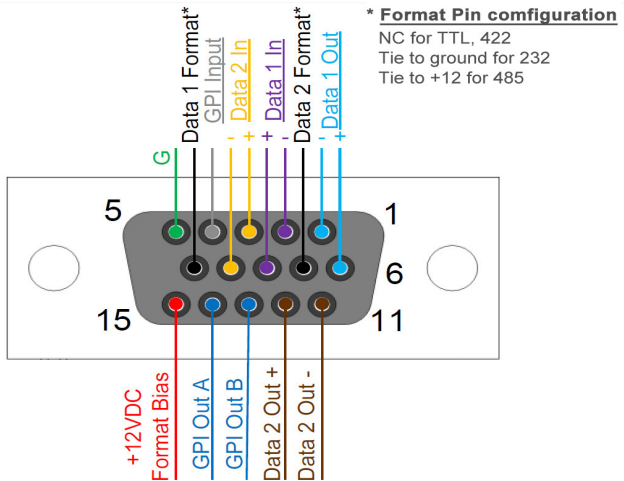 * Format Pin comfiguration
NC for TTL, 422
Tie to ground for 232
Tie to +12 for 485
G
Data 1 Format*
GPI Input
- Data 2 In +
+ Data 1 In -
Data 2 Format*
- Data 1 Out +
5
1
6
15
11
+12VDC
Format Bias
GPI Out A
GPI Out B
Data 2 Out +
Data 2 Out -